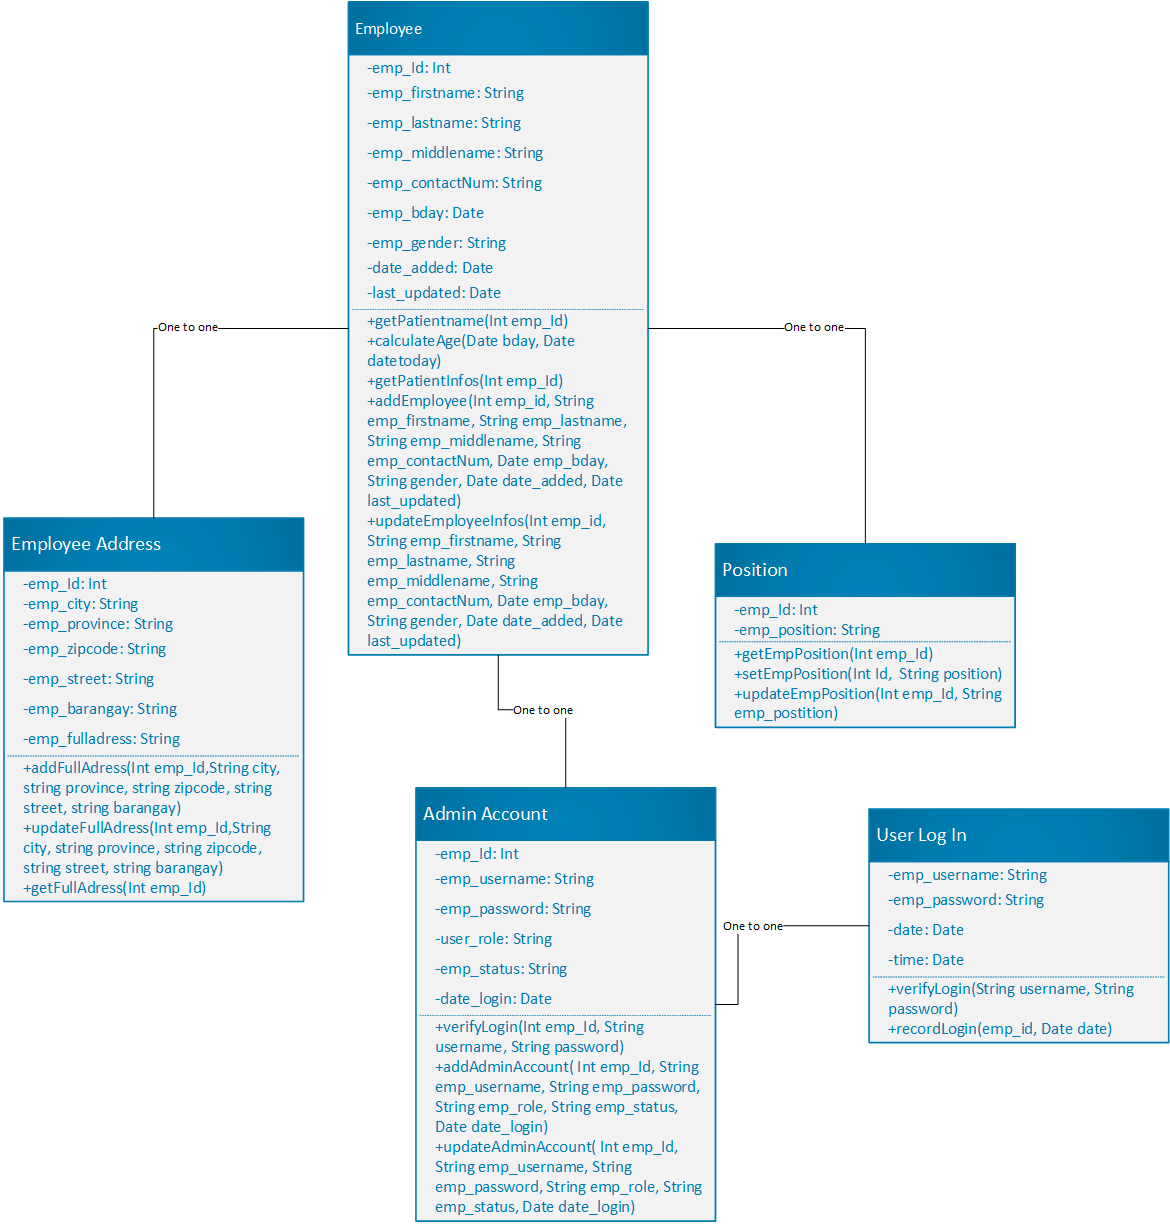 Employee
-emp_Id: Int
-emp_firstname: String
-emp_lastname: String
-emp_middlename: String
-emp_contactNum: String
-emp_bday: Date
-emp_gender: String
-date_added: Date
-last_updated: Date
+getPatientname(Int emp_Id)
+calculateAge(Date bday, Date
datetoday)
+getPatientInfos(Int emp_Id)
+addEmployee(Int emp_id, String
emp_firstname, String emp_lastname,
String emp_middlename, String
emp_contactNum, Date emp_bday,
String gender, Date date_added, Date
last_updated)
+updateEmployeeInfos(Int emp_id,
String emp_firstname, String
emp_lastname, String
emp_middlename, String
emp_contactNum, Date emp_bday,
String gender, Date date_added, Date
last_updated)
One to one
One to one
Employee Address
-emp_Id: Int
-emp_city: String
-emp_province: String
-emp_zipcode: String
-emp_street: String
-emp_barangay: String
-emp_fulladress: String
+addFullAdress(Int emp_Id,String city,
string province, string zipcode, string
street, string barangay)
+updateFullAdress(Int emp_Id,String
city, string province, string zipcode,
string street, string barangay)
+getFullAdress(Int emp_Id)
Position
-emp_Id: Int
-emp_position: String
+getEmpPosition(Int emp_Id)
+setEmpPosition(Int Id,  String position)
+updateEmpPosition(Int emp_Id, String
emp_postition)
One to one
Admin Account
-emp_Id: Int
-emp_username: String
-emp_password: String
-user_role: String
-emp_status: String
-date_login: Date
+verifyLogin(Int emp_Id, String
username, String password)
+addAdminAccount( Int emp_Id, String
emp_username, String emp_password,
String emp_role, String emp_status,
Date date_login)
+updateAdminAccount( Int emp_Id,
String emp_username, String
emp_password, String emp_role, String
emp_status, Date date_login)
One to one
User Log In
-emp_username: String
-emp_password: String
-date: Date
-time: Date
+verifyLogin(String username, String
password)
+recordLogin(emp_id, Date date)